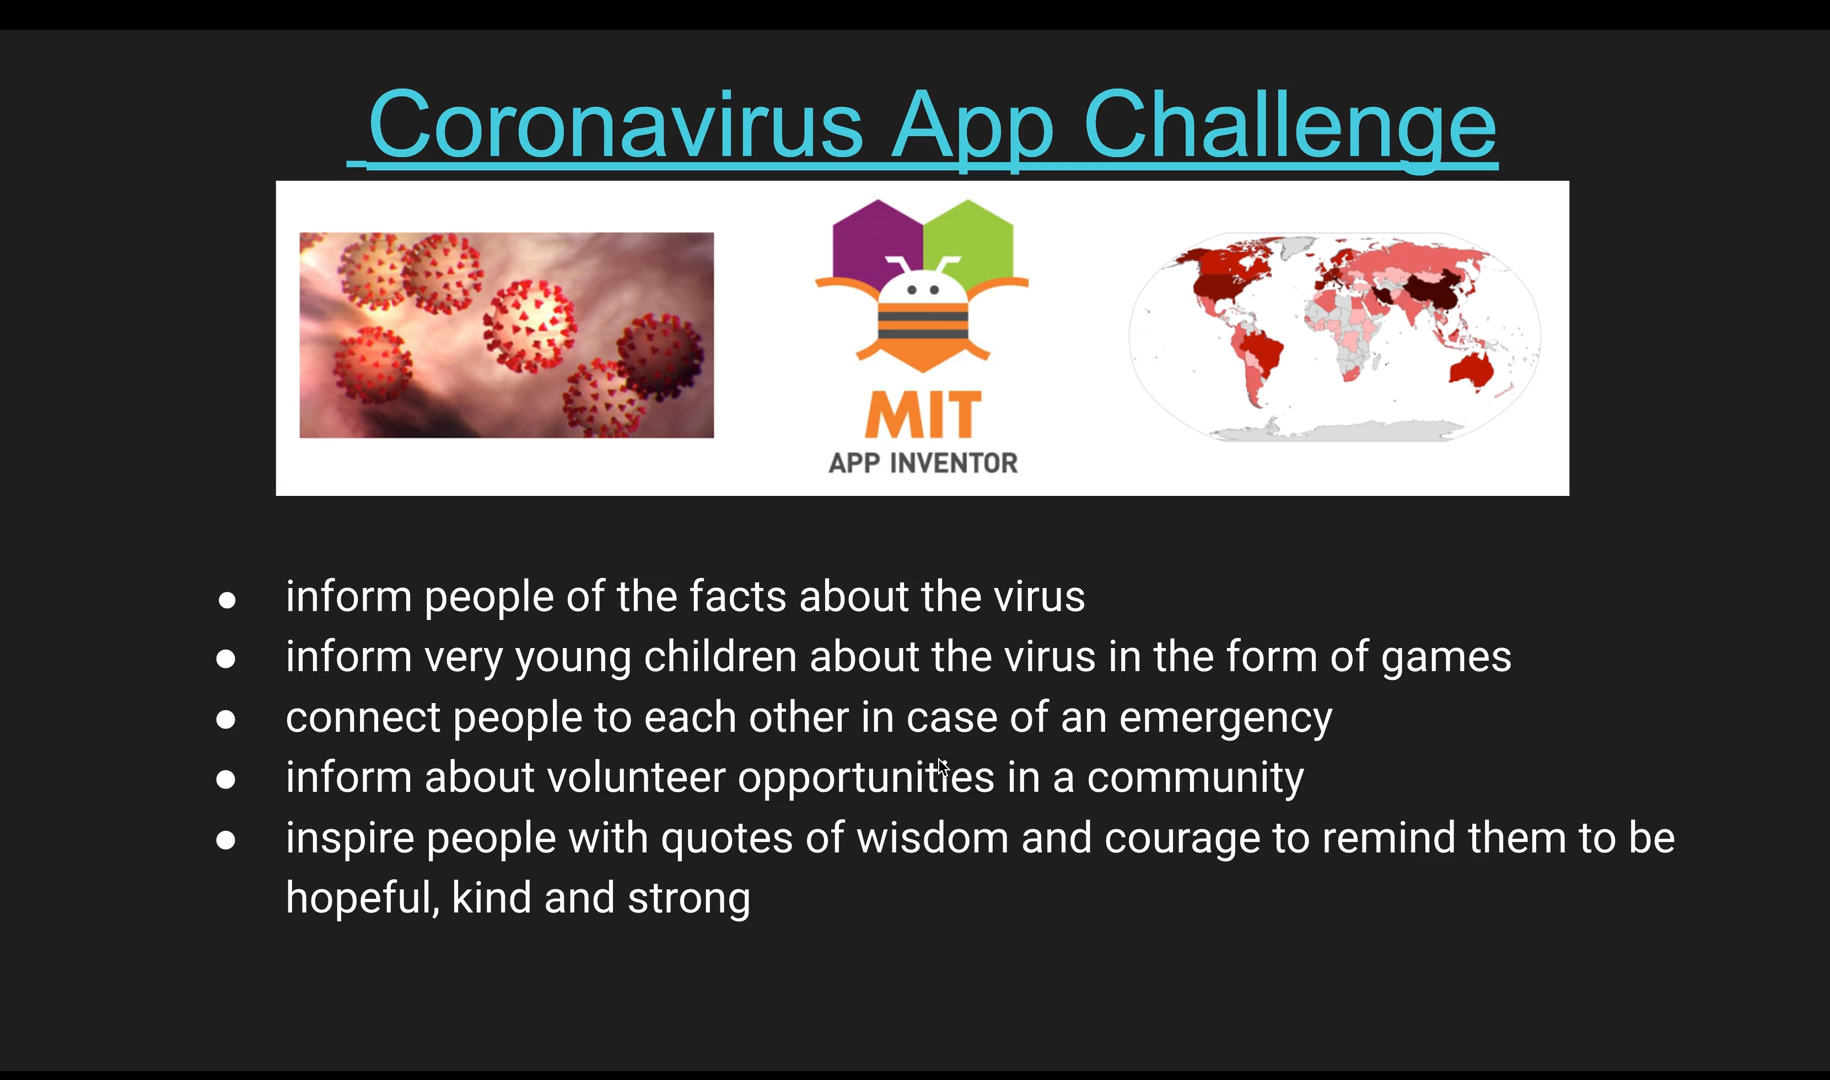 Coronavirus App Challenge
MIT
APP INVENTOR
● inform people of the facts about the virus
● inform very young children about the virus in the form of games
● connect people to each other in case of an emergency
● inform about volunteer opportunities in a community
● inspire people with quotes of wisdom and courage to remind them to be
hopeful, kind and strong